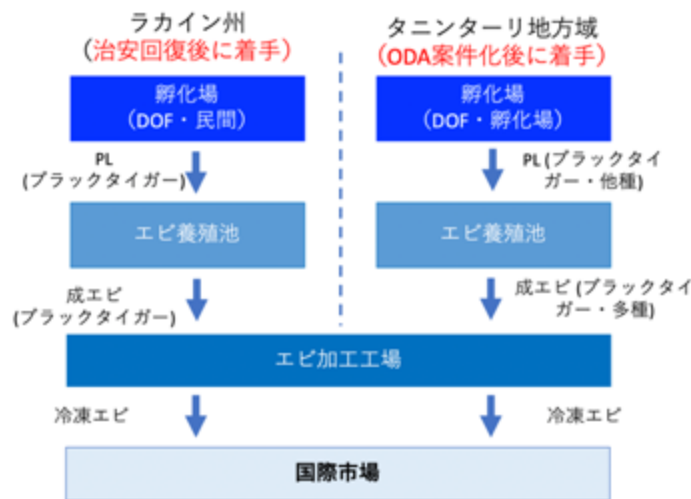 ラカイン州
(治安回復後に着手)
タニンターリ地方域
(ODA案件化後に着手)
孵化場
(DOF・民間)
孵化場
(DOF・孵化場)
PL
(ブラックタイガー)
PL (ブラックタイ
ガー・他種)
エビ養殖池
エビ養殖池
成エビ
(ブラックタイガー)
成エビ (ブラックタイ
ガー・多種)
エビ加工工場
冷凍エビ
冷凍エビ
国際市場